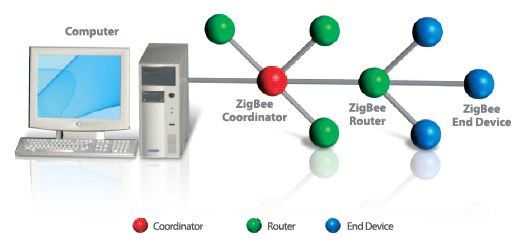 Computer
ZigBee
Coordinator
ZigBee
Router
ZigBee
End Device
Coordinator
Router
End Device